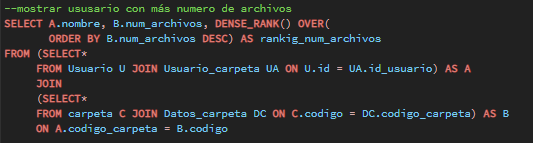 --mostrar ususario con más numero de archivos
SELECT A.nombre, B.num_archivos, DENSE_RANK() OVER(
ORDER BY B.num_archivos DESC) AS rankig_num_archivos
FROM (SELECT*
FROM Usuario U JOIN Usuario_carpeta UA ON U.id = UA.id_usuario) AS A
JOIN
(SELECT*
FROM carpeta C JOIN Datos_carpeta DC ON C.codigo = DC.codigo_carpeta) AS B
ON A.codigo_carpeta = B.codigo